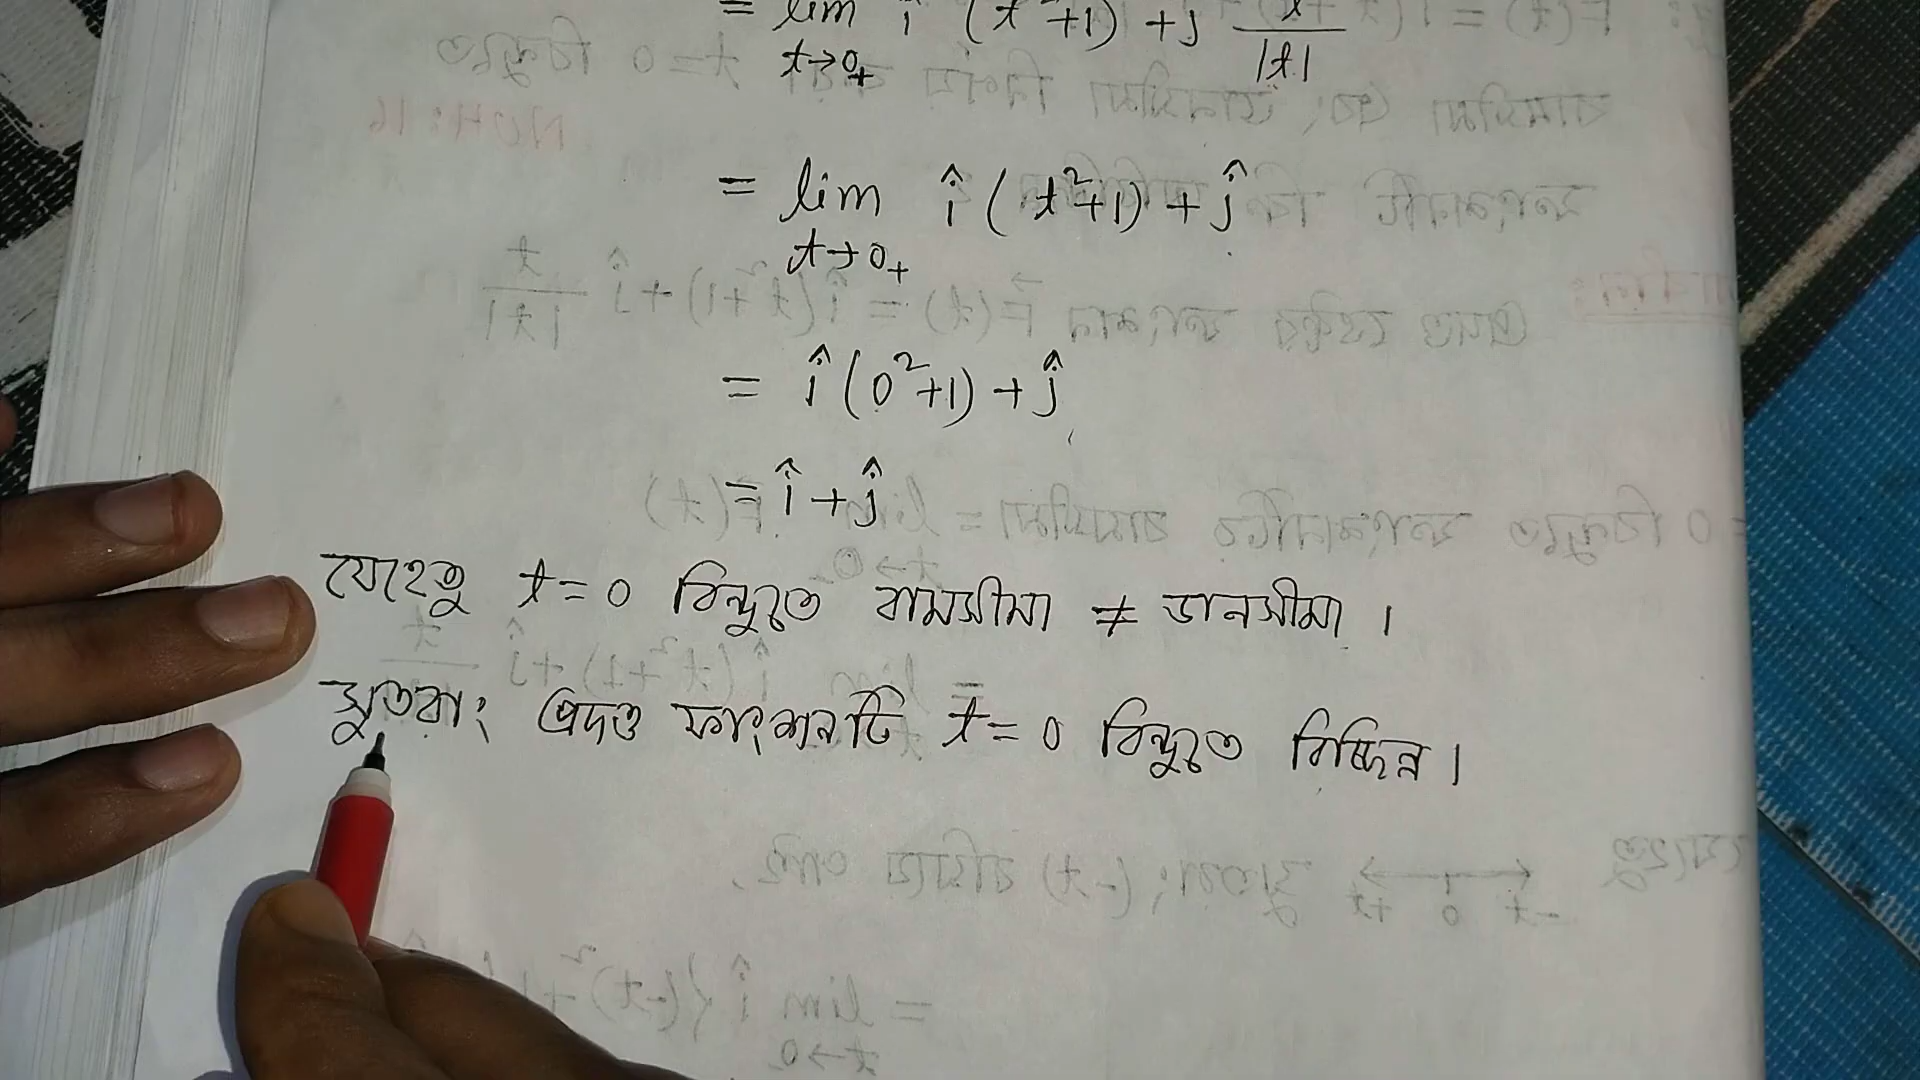 = lim î (t²+1) + ĵ t/|t|
t→0₊
= lim î (t²+1) + ĵ
t→0₊
= î (0²+1) + ĵ
= î + ĵ
যেহেতু t = 0 বিন্দুতে বামসীমা ≠ ডানসীমা ।
সুতরাং প্রদত্ত ফাংশনটি t = 0 বিন্দুতে বিচ্ছিন্ন ।